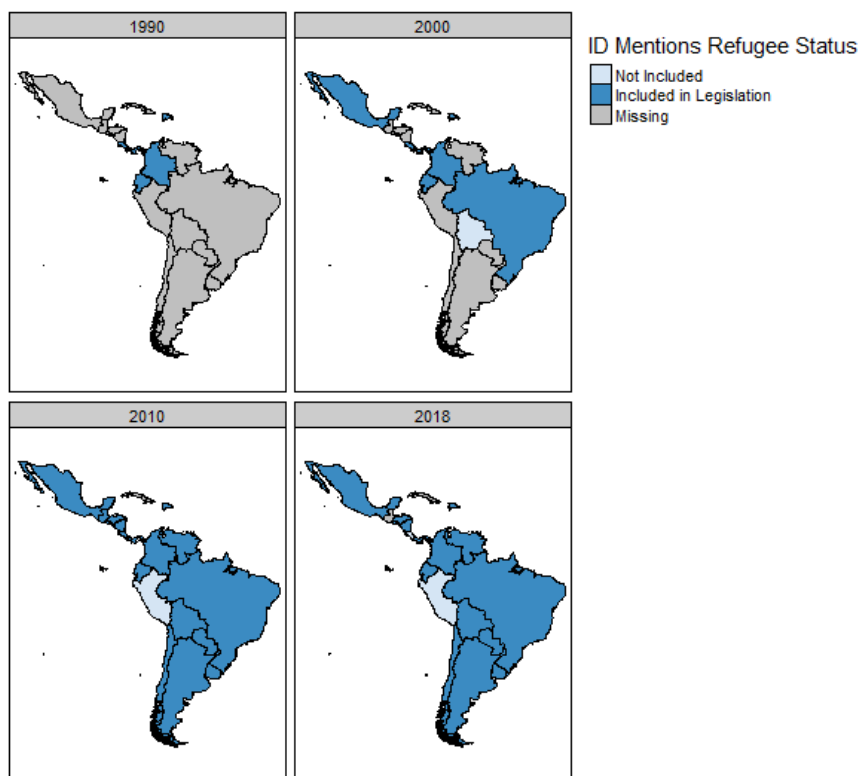 1990
2000
ID Mentions Refugee Status
Not Included
Included in Legislation
Missing
2010
2018